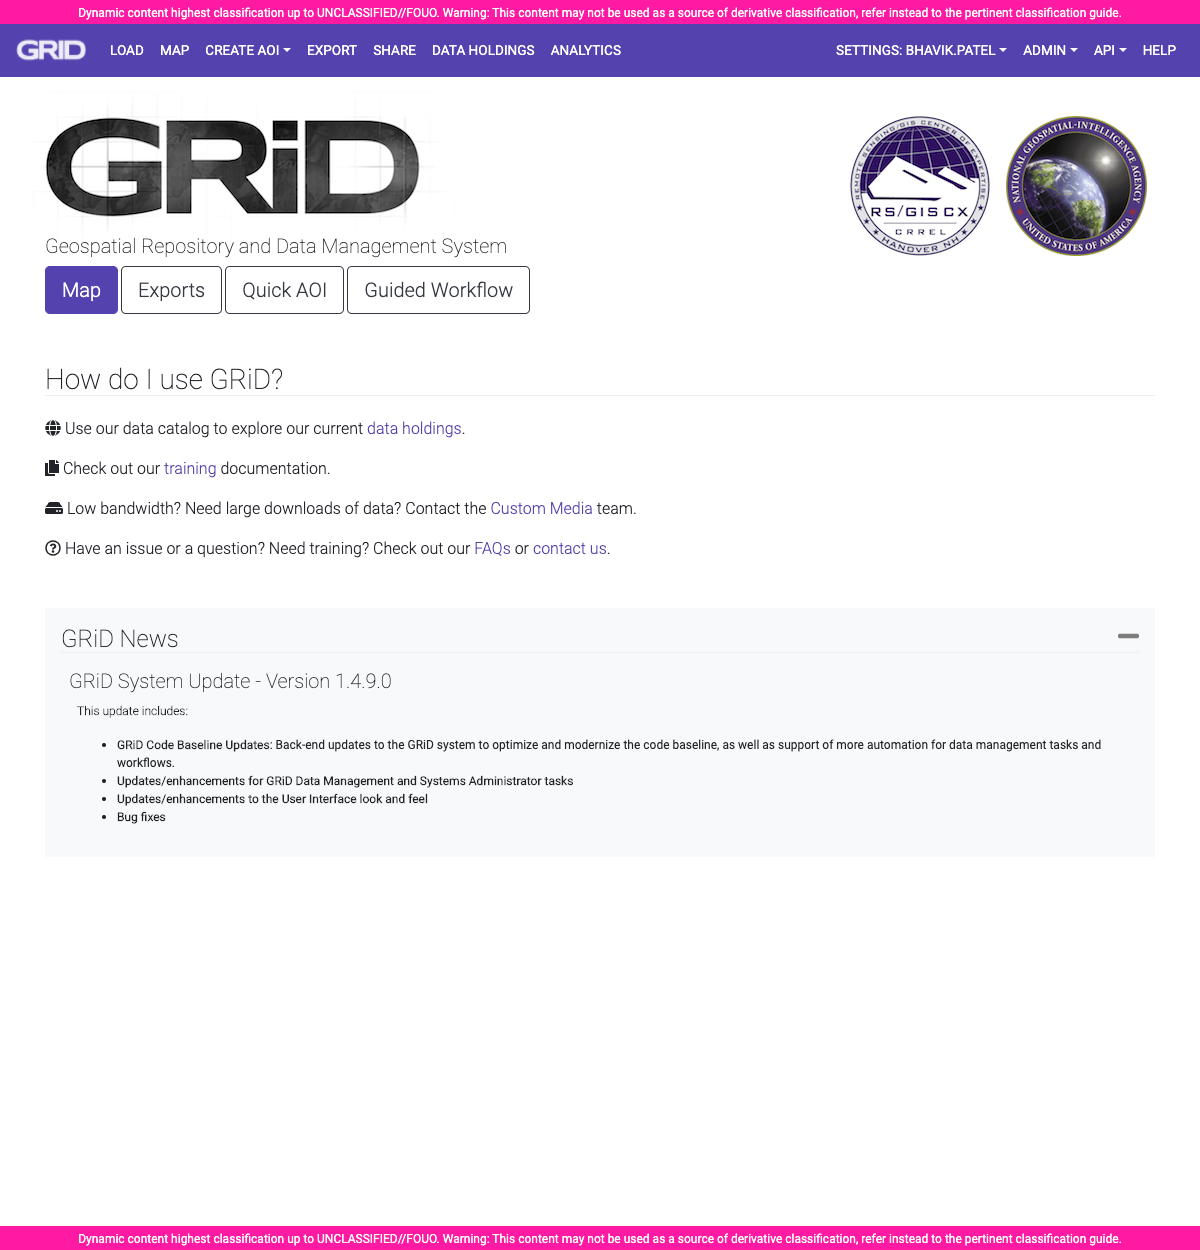 Dynamic content highest classification up to UNCLASSIFIED//FOUO. Warning: This content may not be used as a source of derivative classification, refer instead to the pertinent classification guide.
GRiD LOAD MAP CREATE AOI EXPORT SHARE DATA HOLDINGS ANALYTICS SETTINGS: BHAVIK.PATEL ADMIN API HELP
GRiD
REMOTE SENSING/GIS CENTER OF EXPERTISE
RS/GIS CX
CRREL
HANOVER NH
NATIONAL GEOSPATIAL-INTELLIGENCE AGENCY
UNITED STATES OF AMERICA
Geospatial Repository and Data Management System
Map Exports Quick AOI Guided Workflow
How do I use GRiD?
Use our data catalog to explore our current data holdings.
Check out our training documentation.
Low bandwidth? Need large downloads of data? Contact the Custom Media team.
Have an issue or a question? Need training? Check out our FAQs or contact us.
GRiD News
GRiD System Update - Version 1.4.9.0
This update includes:
GRiD Code Baseline Updates: Back-end updates to the GRiD system to optimize and modernize the code baseline, as well as support of more automation for data management tasks and
workflows.
Updates/enhancements for GRiD Data Management and Systems Administrator tasks
Updates/enhancements to the User Interface look and feel
Bug fixes
Dynamic content highest classification up to UNCLASSIFIED//FOUO. Warning: This content may not be used as a source of derivative classification, refer instead to the pertinent classification guide.